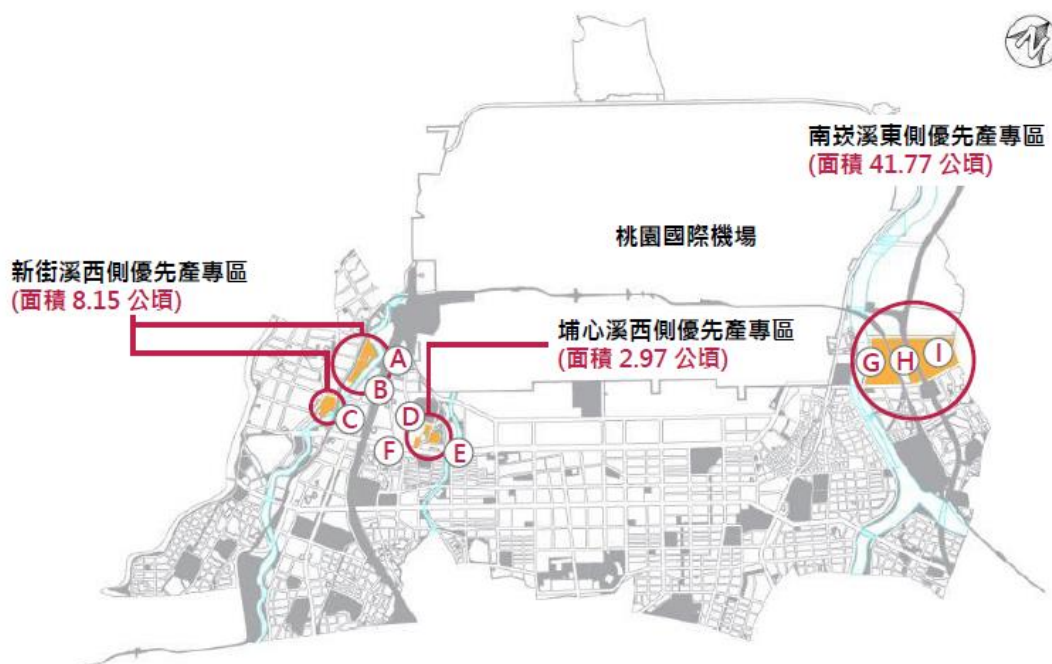 南崁溪東側優先產專區
(面積 41.77 公頃)
桃園國際機場
新街溪西側優先產專區
(面積 8.15 公頃)
埔心溪西側優先產專區
(面積 2.97 公頃)
A
B
C
D
E
F
G
H
I
N